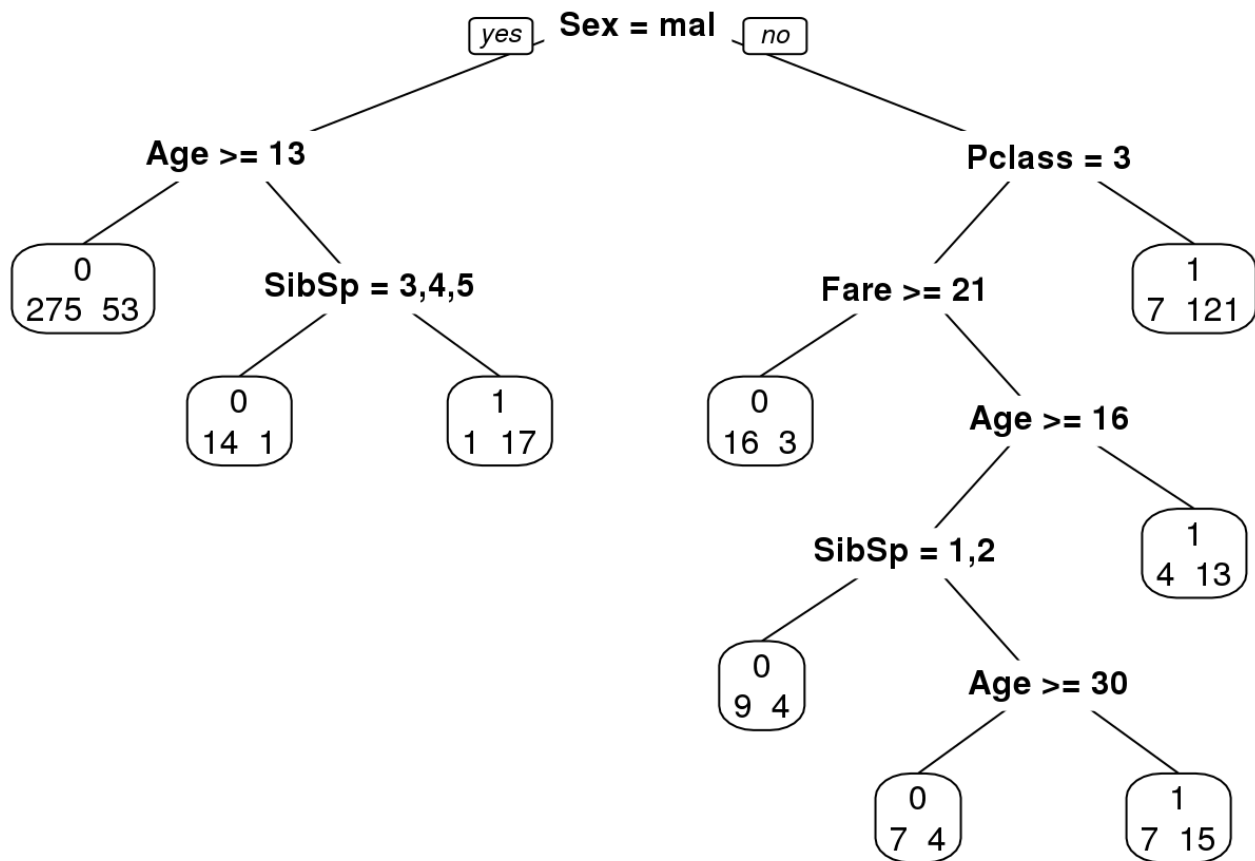 yes Sex = mal no
Age >= 13
Pclass = 3
0
275 53
SibSp = 3,4,5
Fare >= 21
1
7 121
0
14 1
1
1 17
0
16 3
Age >= 16
SibSp = 1,2
1
4 13
0
9 4
Age >= 30
0
7 4
1
7 15